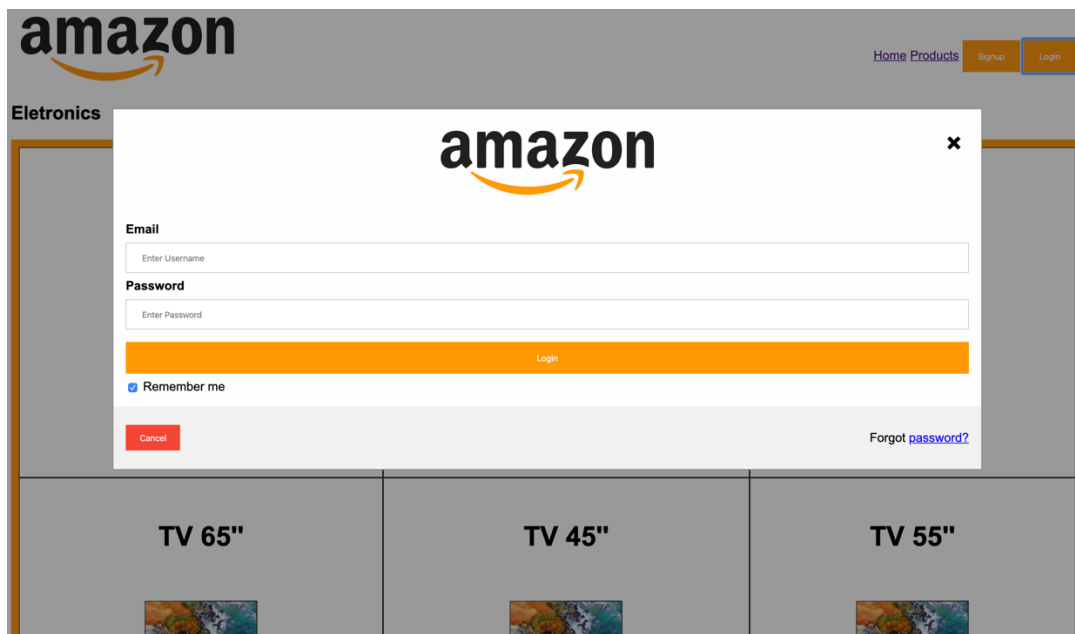 amazon
Home Products Signup Login
Eletronics
amazon
Email
Enter Username
Password
Enter Password
Login
Remember me
Cancel
Forgot password?
TV 65" TV 45" TV 55"